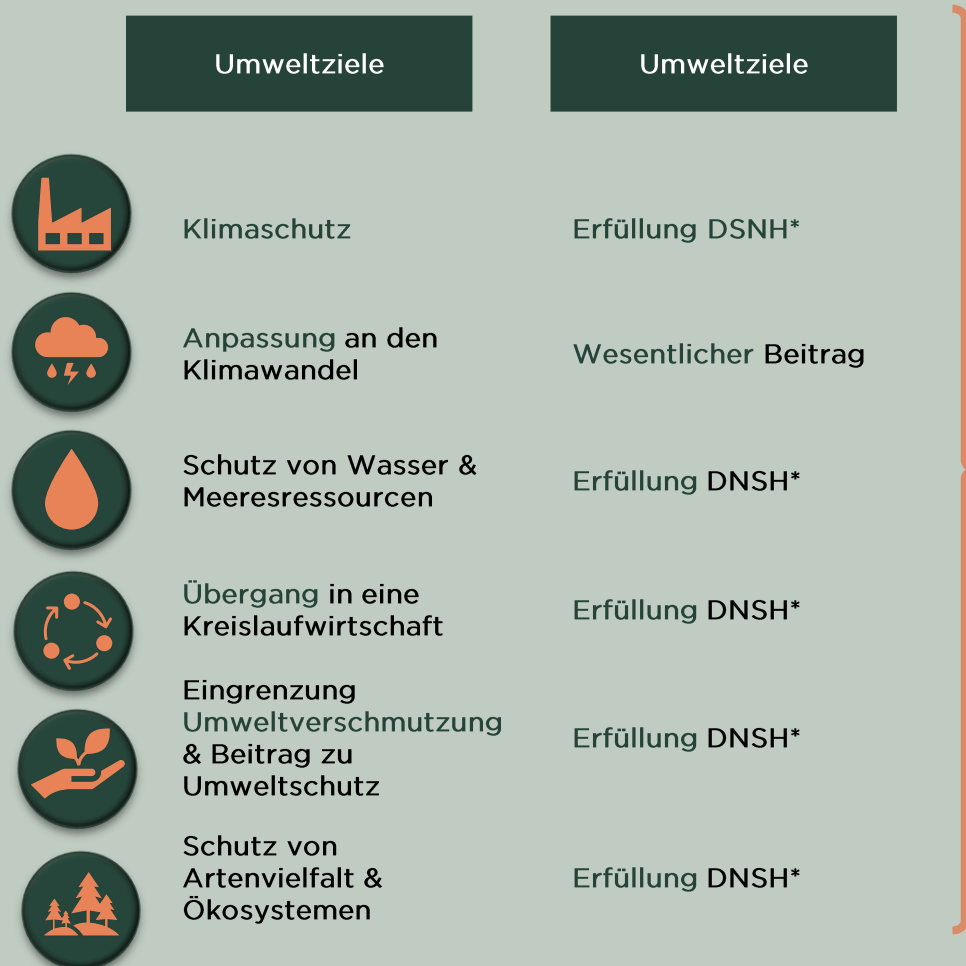 Umweltziele
Umweltziele
Klimaschutz
Erfüllung DSNH*
Anpassung an den
Klimawandel
Wesentlicher Beitrag
Schutz von Wasser &
Meeresressourcen
Erfüllung DNSH*
Übergang in eine
Kreislaufwirtschaft
Erfüllung DNSH*
Eingrenzung
Umweltverschmutzung
& Beitrag zu
Umweltschutz
Erfüllung DNSH*
Schutz von
Artenvielfalt &
Ökosystemen
Erfüllung DNSH*